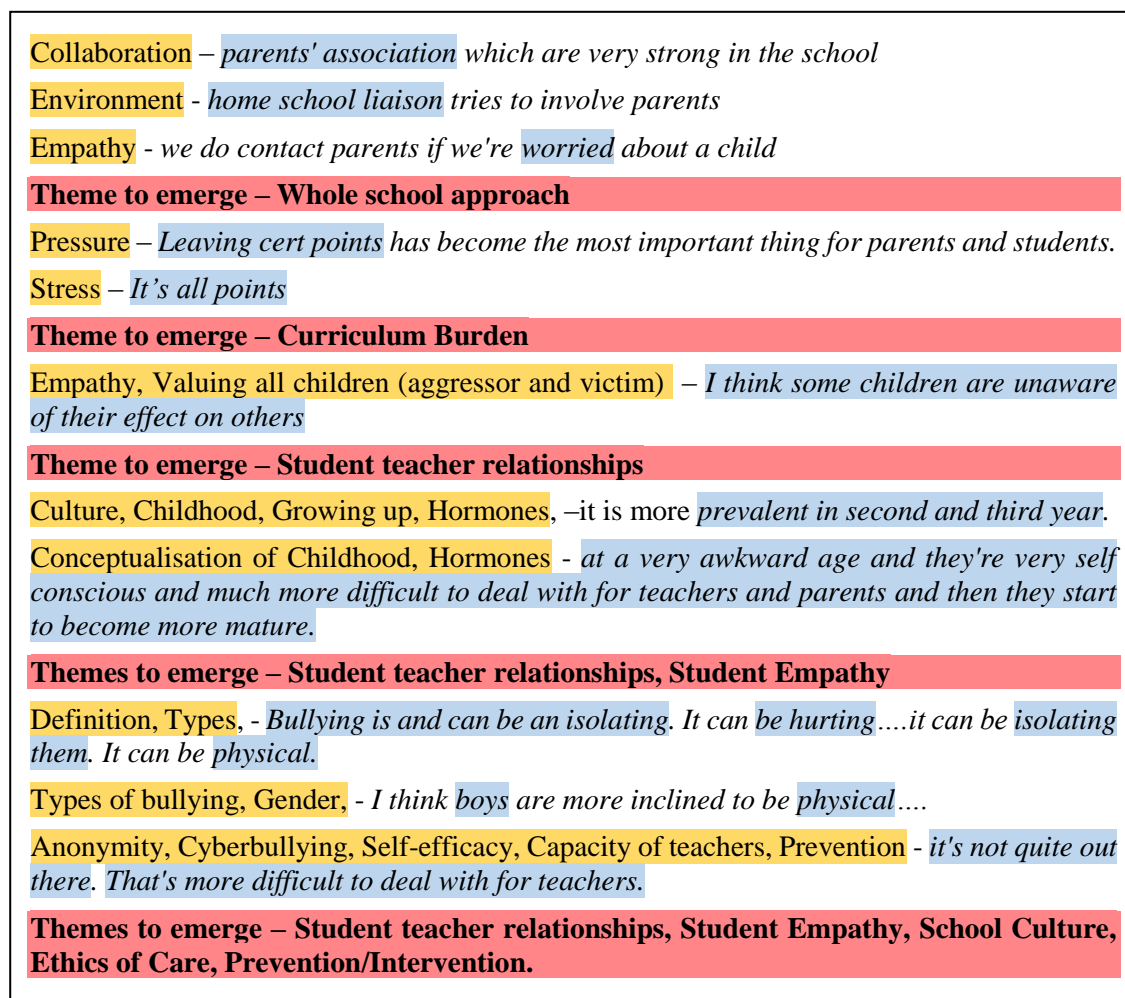 Collaboration – parents' association which are very strong in the school
Environment - home school liaison tries to involve parents
Empathy - we do contact parents if we're worried about a child
Theme to emerge – Whole school approach
Pressure – Leaving cert points has become the most important thing for parents and students.
Stress – It’s all points
Theme to emerge – Curriculum Burden
Empathy, Valuing all children (aggressor and victim) – I think some children are unaware
of their effect on others
Theme to emerge – Student teacher relationships
Culture, Childhood, Growing up, Hormones, –it is more prevalent in second and third year.
Conceptualisation of Childhood, Hormones - at a very awkward age and they're very self
conscious and much more difficult to deal with for teachers and parents and then they start
to become more mature.
Themes to emerge – Student teacher relationships, Student Empathy
Definition, Types, - Bullying is and can be an isolating. It can be hurting....it can be isolating
them. It can be physical.
Types of bullying, Gender, - I think boys are more inclined to be physical....
Anonymity, Cyberbullying, Self-efficacy, Capacity of teachers, Prevention - it's not quite out
there. That's more difficult to deal with for teachers.
Themes to emerge – Student teacher relationships, Student Empathy, School Culture,
Ethics of Care, Prevention/Intervention.